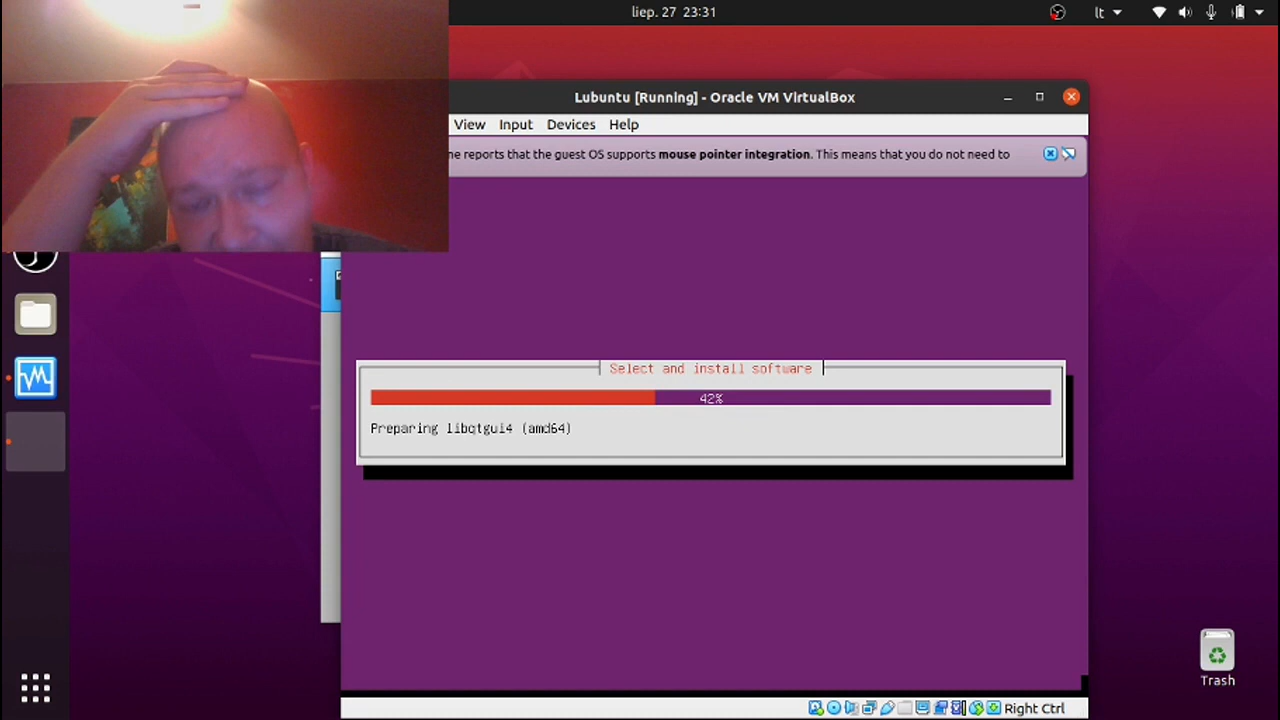 liep. 27 23:31
lt
Lubuntu [Running] - Oracle VM VirtualBox
View Input Devices Help
ne reports that the guest OS supports mouse pointer integration. This means that you do not need to
Select and install software
42%
Preparing libqtgui4 (amd64)
Trash
Right Ctrl